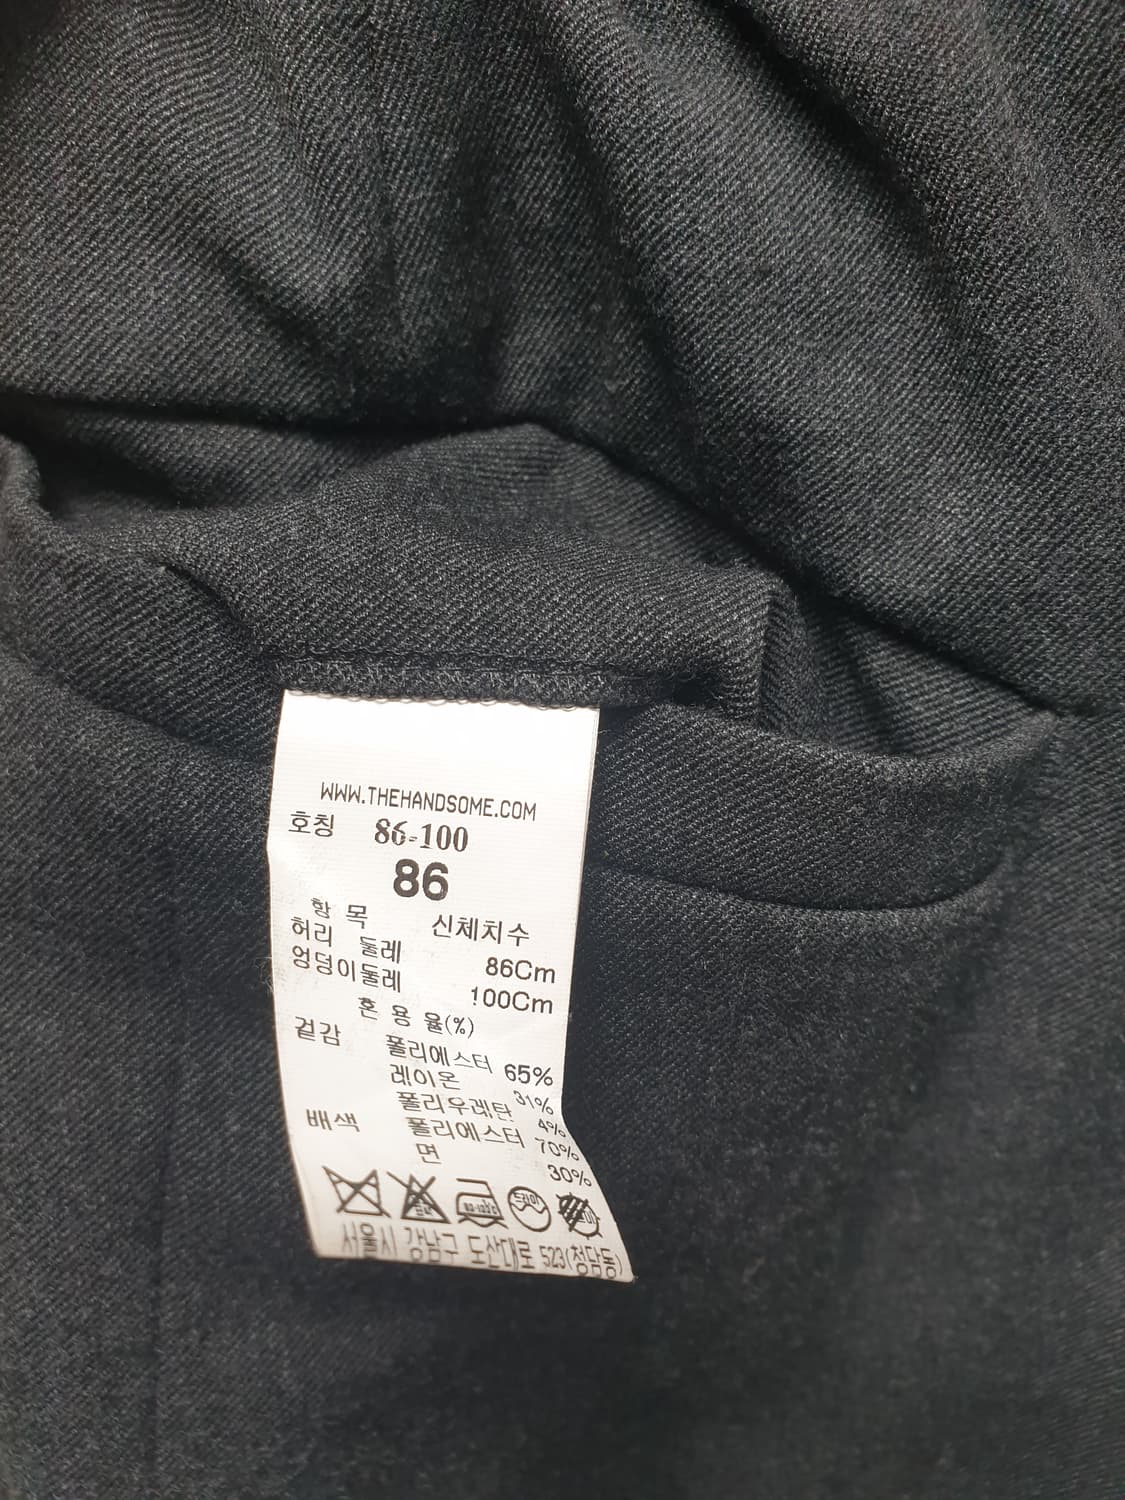 WWW.THEHANDSOME.COM
호칭 86-100
86
항 목 신체치수
허리 둘레 86Cm
엉덩이둘레 100Cm
혼 용 율(%)
겉감 폴리에스터 65%
레이온 31%
폴리우레탄 4%
배색 폴리에스터 70%
면 30%
드라이
서울시 강남구 도산대로 523(청담동)